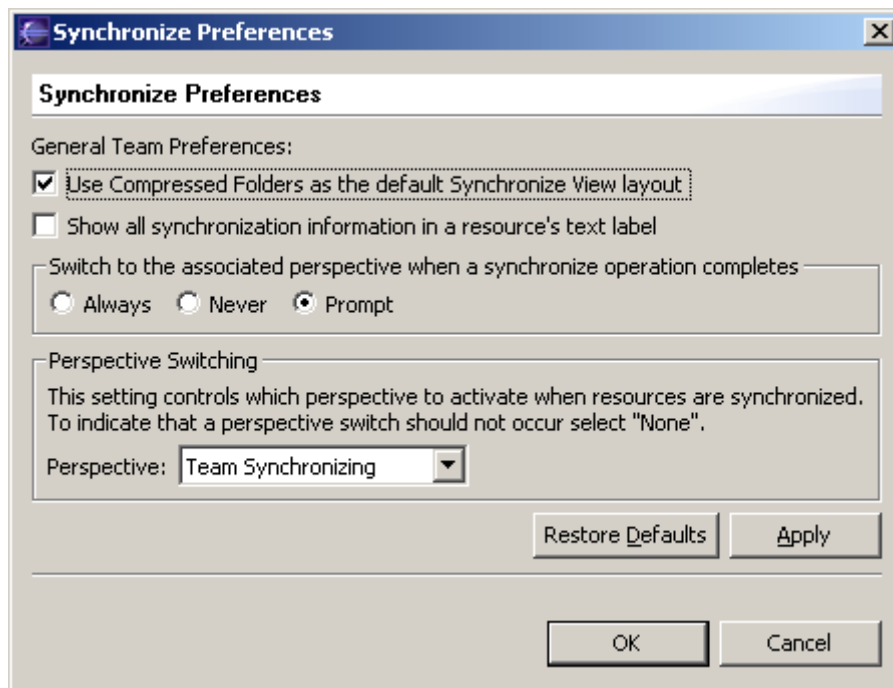 Synchronize Preferences
Synchronize Preferences
General Team Preferences:
Use Compressed Folders as the default Synchronize View layout
Show all synchronization information in a resource's text label
Switch to the associated perspective when a synchronize operation completes
Always Never Prompt
Perspective Switching
This setting controls which perspective to activate when resources are synchronized.
To indicate that a perspective switch should not occur select "None".
Perspective: Team Synchronizing
Restore Defaults Apply
OK Cancel